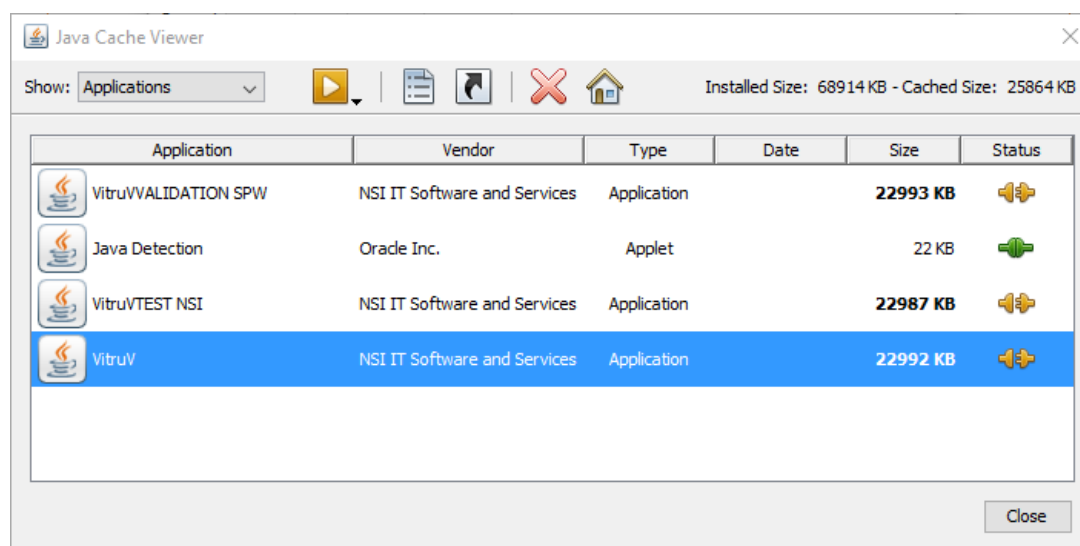 Java Cache Viewer
Show: Applications Installed Size: 68914 KB - Cached Size: 25864 KB
Application Vendor Type Date Size Status
VitruVVALIDATION SPW NSI IT Software and Services Application 22993 KB
Java Detection Oracle Inc. Applet 22 KB
VitruVTEST NSI NSI IT Software and Services Application 22987 KB
VitruV NSI IT Software and Services Application 22992 KB
Close